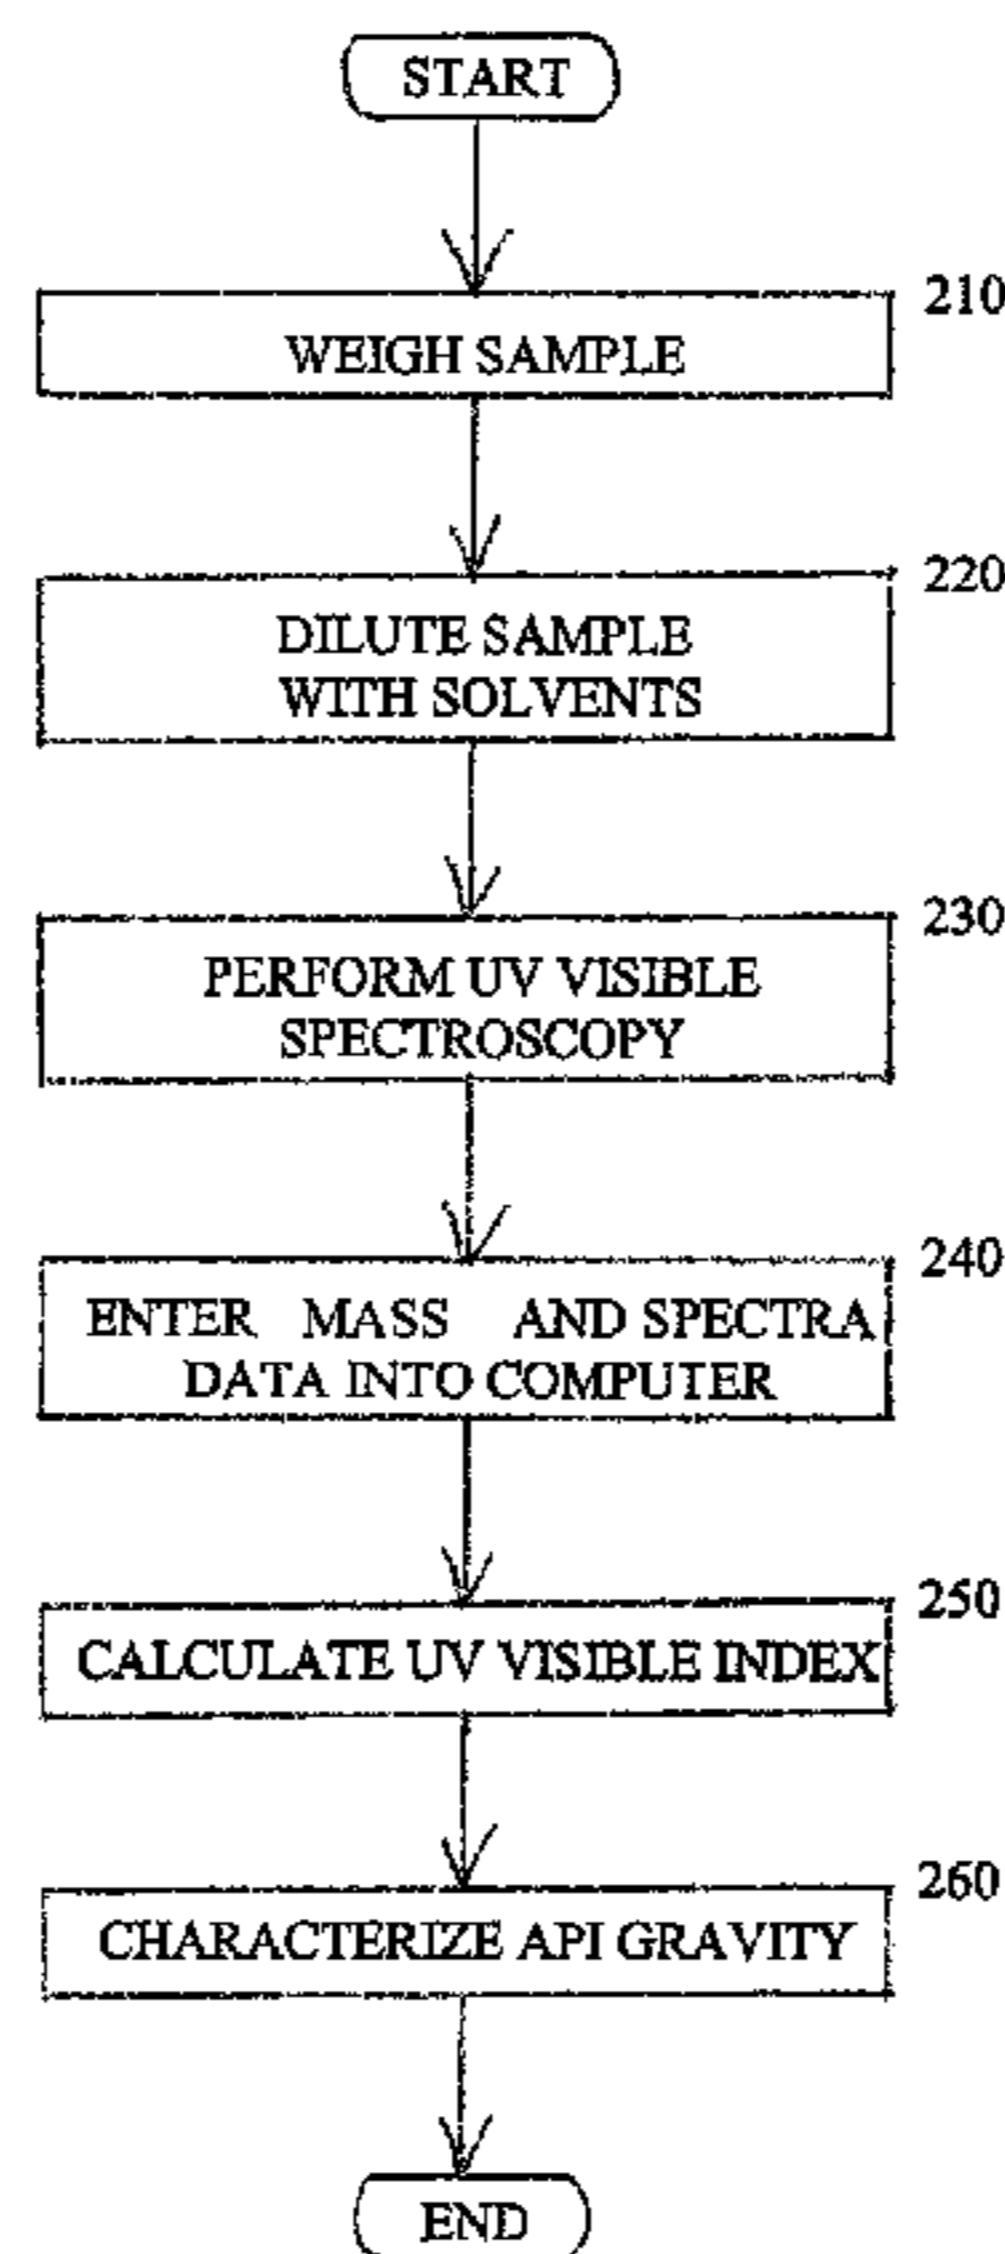 START
210
WEIGH SAMPLE
220
DILUTE SAMPLE
WITH SOLVENTS
230
PERFORM UV VISIBLE
SPECTROSCOPY
240
ENTER MASS AND SPECTRA
DATA INTO COMPUTER
250
CALCULATE UV VISIBLE INDEX
260
CHARACTERIZE API GRAVITY
END